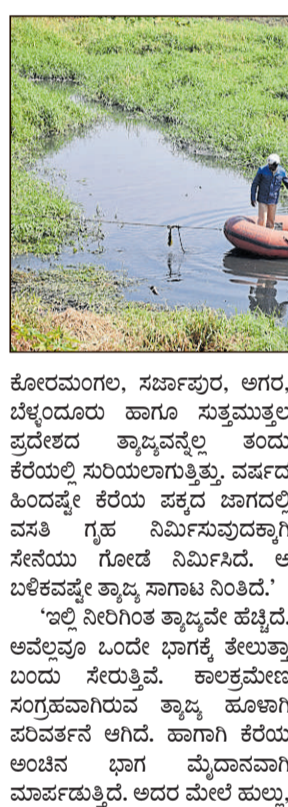 ಕೋರಮಂಗಲ, ಸರ್ಜಾಪುರ, ಅಗರ,
ಬೆಳ್ಳಂದೂರು ಹಾಗೂ ಸುತ್ತಮುತ್ತಲ
ಪ್ರದೇಶದ ತ್ಯಾಜ್ಯವನ್ನೆಲ್ಲ ತಂದು
ಕೆರೆಯಲ್ಲಿ ಸುರಿಯಲಾಗುತ್ತಿತ್ತು. ವರ್ಷದ
ಹಿಂದಷ್ಟೇ ಕೆರೆಯ ಪಕ್ಕದ ಜಾಗದಲ್ಲಿ
ವಸತಿ ಗೃಹ ನಿರ್ಮಿಸುವುದಕ್ಕಾಗಿ
ಸೇನೆಯು ಗೋಡೆ ನಿರ್ಮಿಸಿದೆ. ಆ
ಬಳಿಕವಷ್ಟೇ ತ್ಯಾಜ್ಯ ಸಾಗಾಟ ನಿಂತಿದೆ.’
‘ಇಲ್ಲಿ ನೀರಿಗಿಂತ ತ್ಯಾಜ್ಯವೇ ಹೆಚ್ಚಿದೆ.
ಅವೆಲ್ಲವೂ ಒಂದೇ ಭಾಗಕ್ಕೆ ತೇಲುತ್ತಾ
ಬಂದು ಸೇರುತ್ತಿವೆ. ಕಾಲಕ್ರಮೇಣ
ಸಂಗ್ರಹವಾಗಿರುವ ತ್ಯಾಜ್ಯ ಹೂಳಾಗಿ
ಪರಿವರ್ತನೆ ಆಗಿದೆ. ಹಾಗಾಗಿ ಕೆರೆಯ
ಅಂಚಿನ ಭಾಗ ಮೈದಾನವಾಗಿ
ಮಾರ್ಪಡುತ್ತಿದೆ. ಅದರ ಮೇಲೆ ಹುಲ್ಲು,